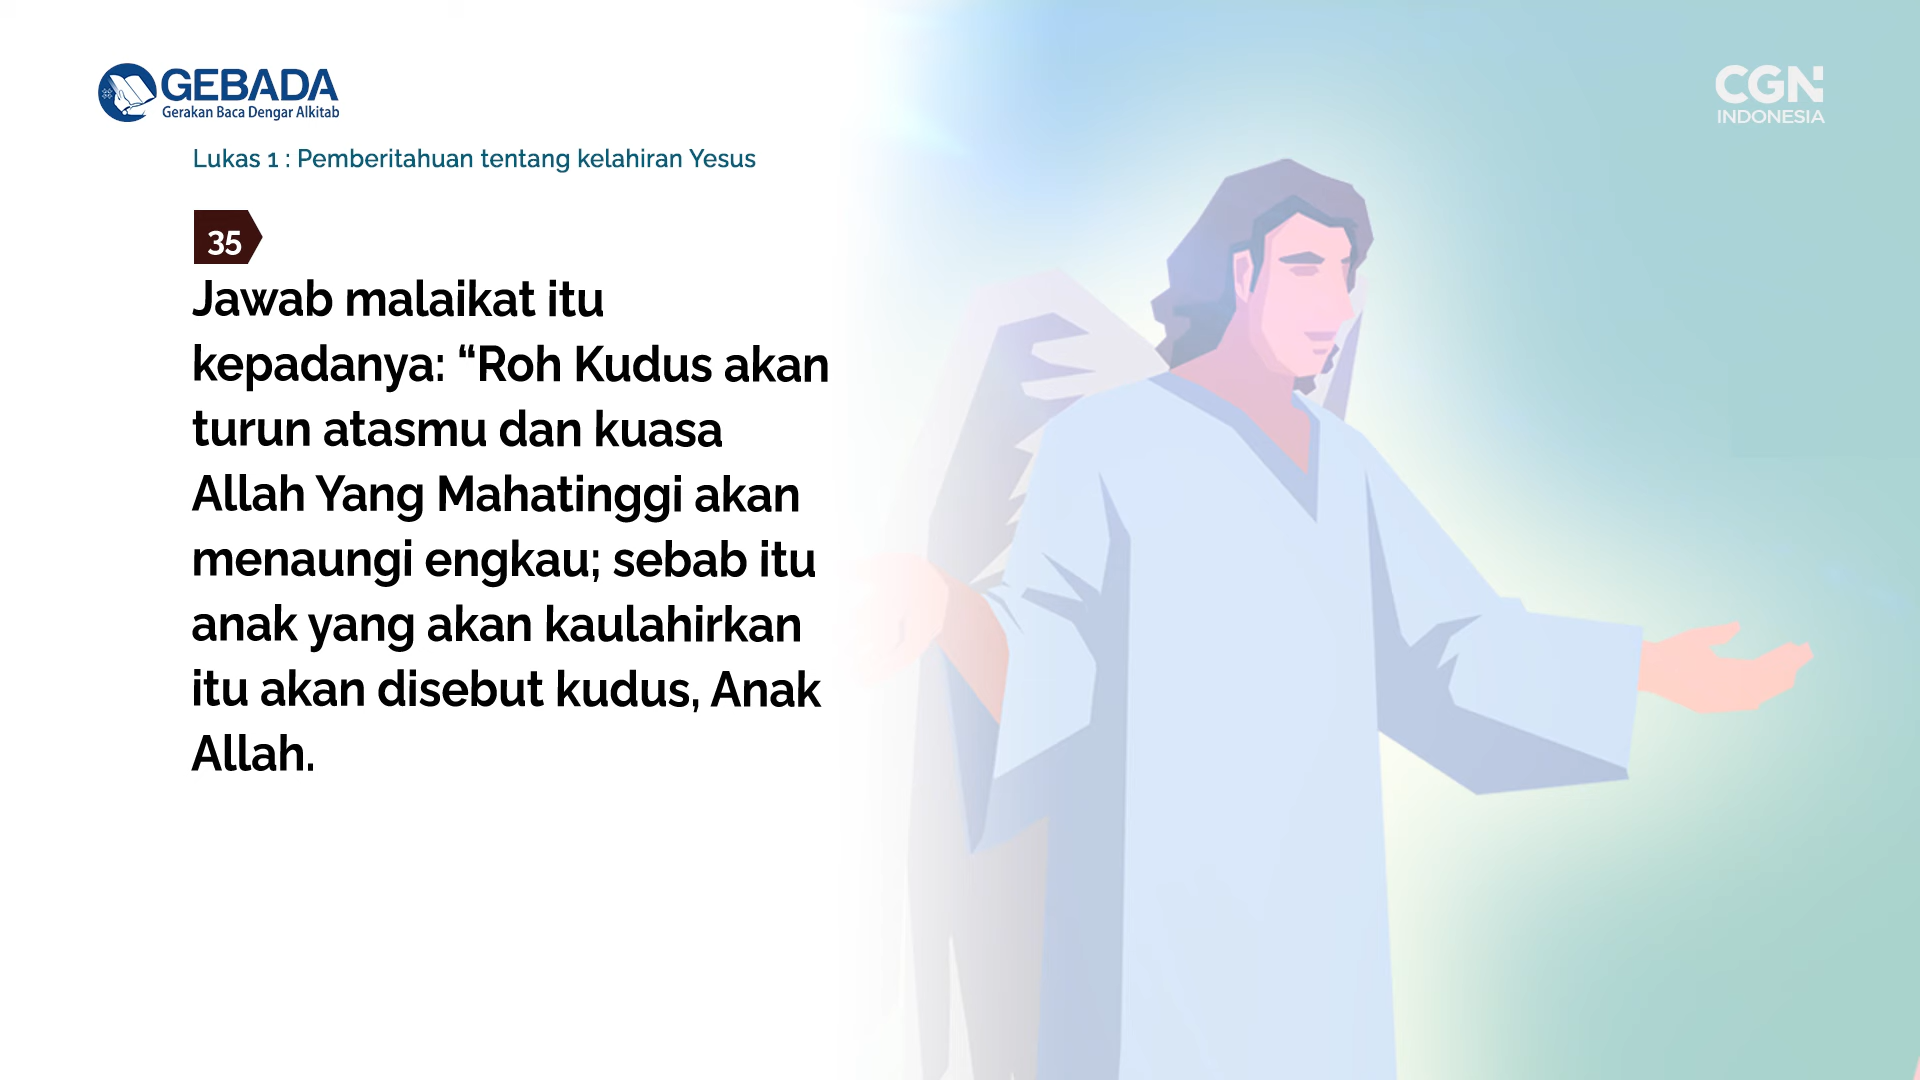 GEBADA
Gerakan Baca Dengar Alkitab
CGN
INDONESIA
Lukas 1 : Pemberitahuan tentang kelahiran Yesus
35
Jawab malaikat itu
kepadanya: “Roh Kudus akan
turun atasmu dan kuasa
Allah Yang Mahatinggi akan
menaungi engkau; sebab itu
anak yang akan kaulahirkan
itu akan disebut kudus, Anak
Allah.